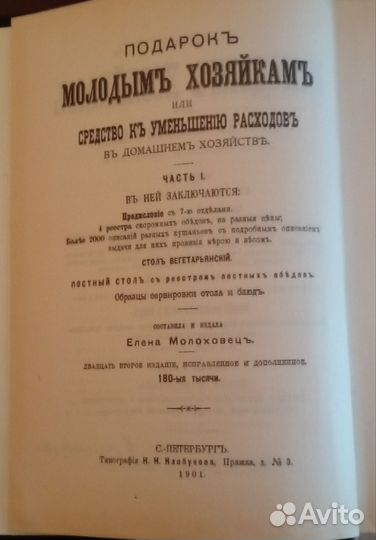 ПОДАРОКЪ
МОЛОДЫМЪ ХОЗЯЙКАМЪ
ИЛИ
СРЕДСТВО КЪ УМЕНЬШЕНІЮ РАСХОДОВЪ
ВЪ ДОМАШНЕМЪ ХОЗЯЙСТВѢ.
ЧАСТЬ I.
ВЪ НЕЙ ЗАКЛЮЧАЮТСЯ:
Предисловіе съ 7-ю отдѣлами.
4 реестра скоромныхъ обѣдовъ, на разныя цѣны;
Болѣе 2000 описаній разныхъ кушаньевъ съ подробнымъ описаніемъ
выдачи для нихъ провизіи мѣрою и вѣсомъ.
СТОЛЪ ВЕГЕТАРЬЯНСКІЙ.
ПОСТНЫЙ СТОЛЪ съ реестромъ постныхъ обѣдовъ.
Образцы сервировки стола и блюдъ.
СОСТАВИЛА И ИЗДАЛА
Елена Молоховецъ.
ДВАДЦАТЬ ВТОРОЕ ИЗДАНІЕ, ИСПРАВЛЕННОЕ И ДОПОЛНЕННОЕ.
180-ыя тысячи.
С.-ПЕТЕРБУРГЪ.
Типографія Н. Н. Клобукова, Пряжка, д. № 3.
1901.
Avito